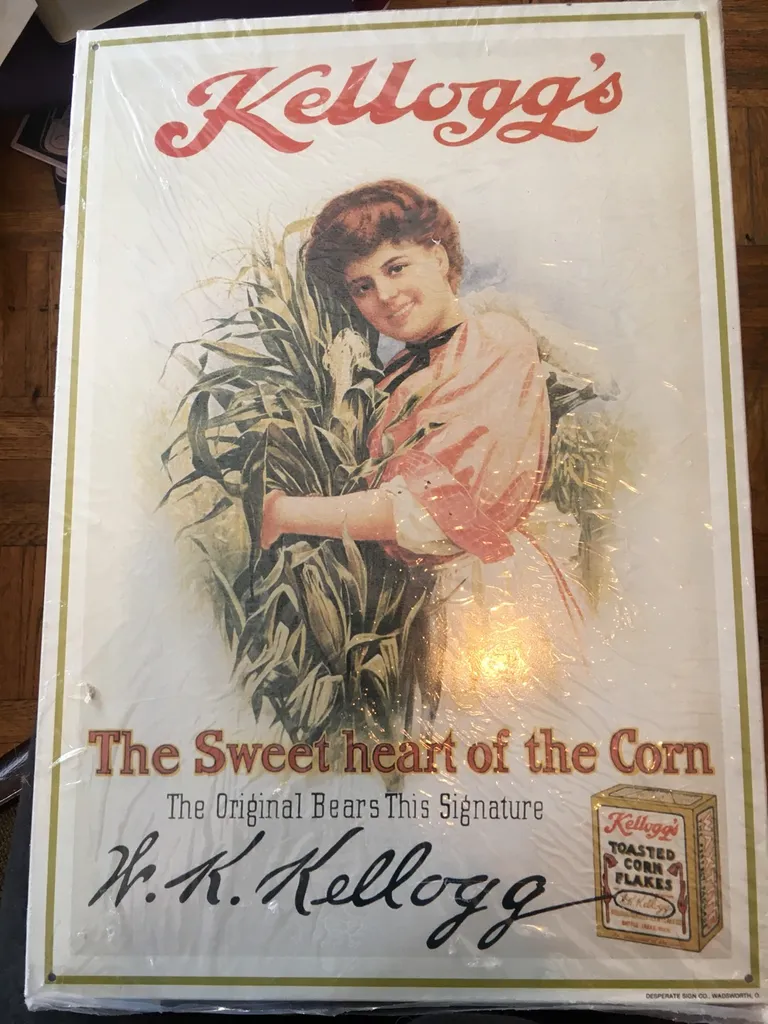 Kellogg's
The Sweet heart of the Corn
The Original Bears This Signature
W. K. Kellogg
Kellogg's
TOASTED
CORN
FLAKES
W.K. Kellogg
DESPERATE SIGN CO., WADSWORTH, O.